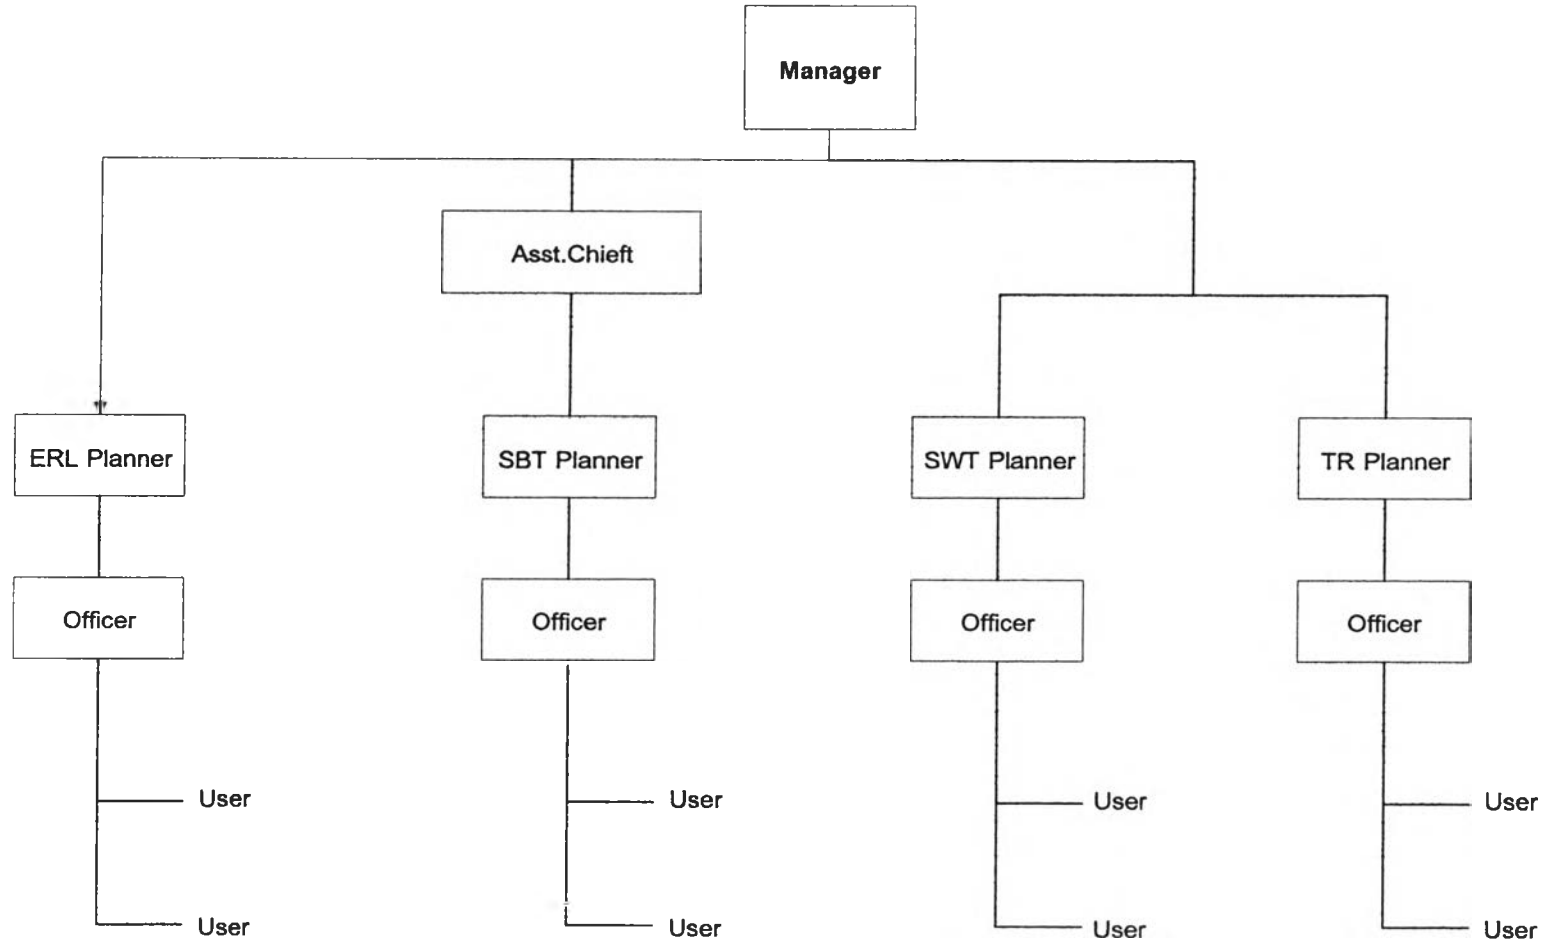 Manager
Asst.Chieft
ERL Planner
SBT Planner
SWT Planner
TR Planner
Officer
Officer
Officer
Officer
User
User
User
User
User
User
User
User